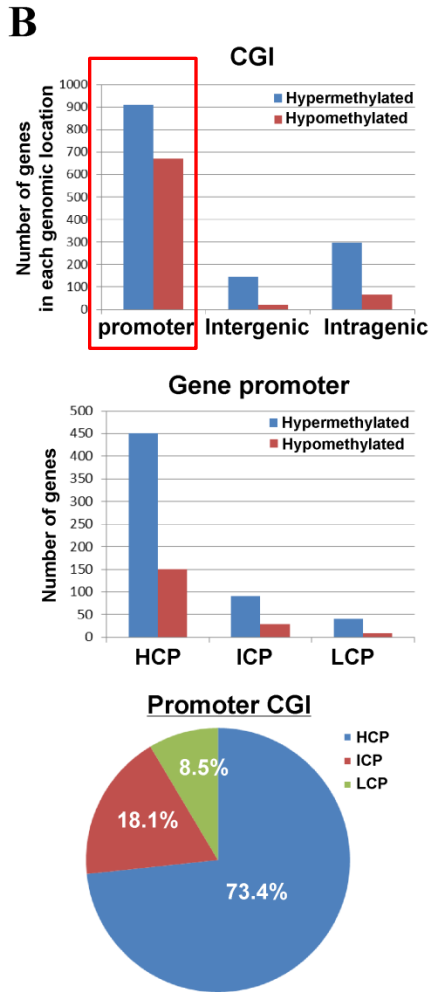 B
CGI
Number of genes
in each genomic location
1000
900
800
700
600
500
400
300
200
100
0
Hypermethylated
Hypomethylated
promoter Intergenic Intragenic
Gene promoter
Number of genes
500
450
400
350
300
250
200
150
100
50
0
Hypermethylated
Hypomethylated
HCP ICP LCP
Promoter CGI
HCP
ICP
LCP
8.5%
18.1%
73.4%